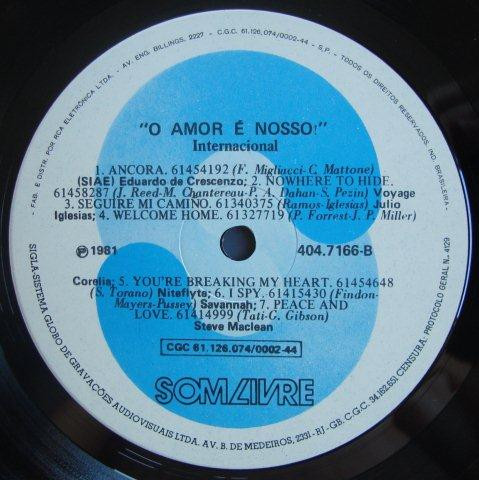 "O AMOR É NOSSO!"
Internacional
1. ANCORA. 61454192 (F. Migliucci-C. Mattone)
(SIAE) Eduardo de Crescenzo; 2. NOWHERE TO HIDE.
61458287 (J. Reed-M. Chantereau-P. A. Dahan-S. Pezin) Voyage
3. SEGUIRE MI CAMINO. 61340375 (Ramos-Iglesias) Julio
Iglesias; 4. WELCOME HOME. 61327719 (P. Forrest-J. P. Miller)
℗ 1981
404.7166-B
Corelia; 5. YOU'RE BREAKING MY HEART. 61454648
(S. Torano) Niteflyte; 6. I SPY. 61415430 (Findon-
Mayers-Pussey) Savannah; 7. PEACE AND
LOVE. 61414999 (Tati-G. Gibson)
Steve Maclean
CGC 61.126.074/0002-44
SOM LIVRE
- FAB. E DISTR. POR RCA ELETRÔNICA LTDA. - AV. ENG. BILLINGS, 2227 - C.G.C. 61.126.074/0002-44 - S.P. - TODOS OS DIREITOS RESERVADOS. IND. BRASILEIRA -
SIGLA-SISTEMA GLOBO DE GRAVAÇÕES AUDIOVISUAIS LTDA. AV. B. DE MEDEIROS, 2331-RJ-GB. C.G.C. 34.162.651 CENSURA: PROTOCOLO GERAL N. 4129